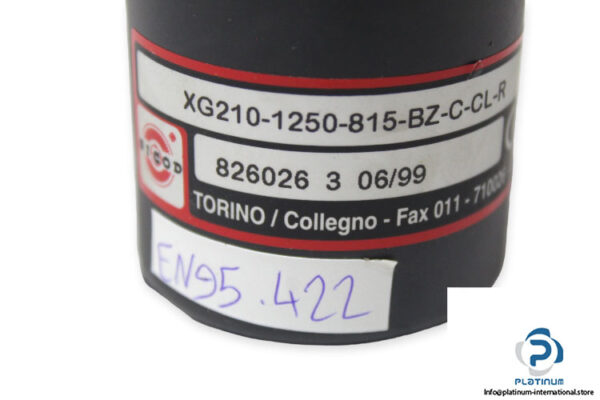 XG210-1250-815-BZ-C-CL-R
826026 3 06/99
TORINO / Collegno - Fax 011 -
EN95.422
PLATINUM
Info@platinum-international.store